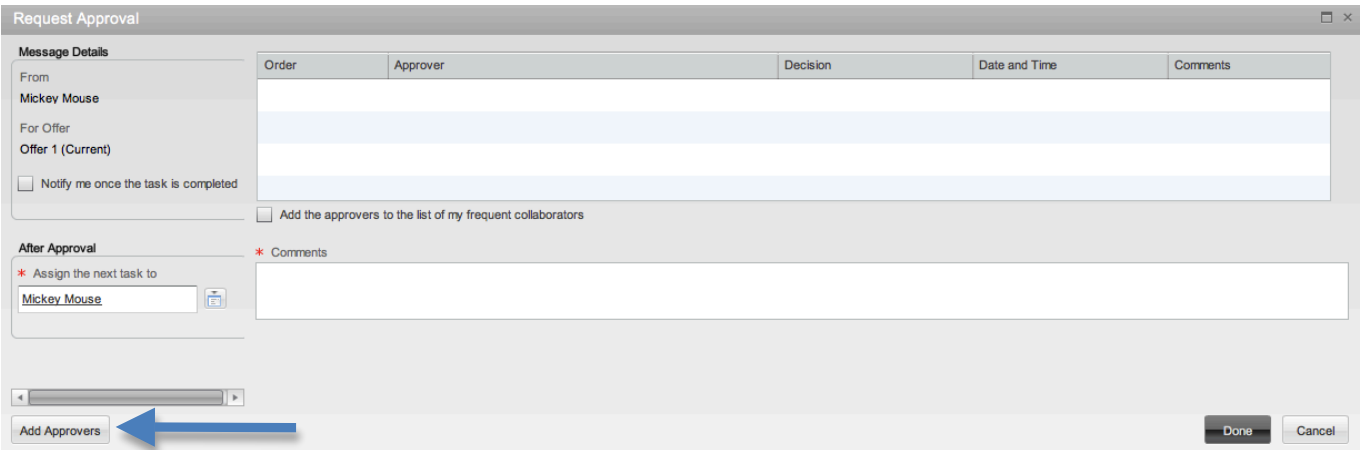 Request Approval
Message Details
From
Mickey Mouse
For Offer
Offer 1 (Current)
Notify me once the task is completed
Order Approver Decision Date and Time Comments
Add the approvers to the list of my frequent collaborators
After Approval
* Assign the next task to
Mickey Mouse
* Comments
Add Approvers
Done Cancel